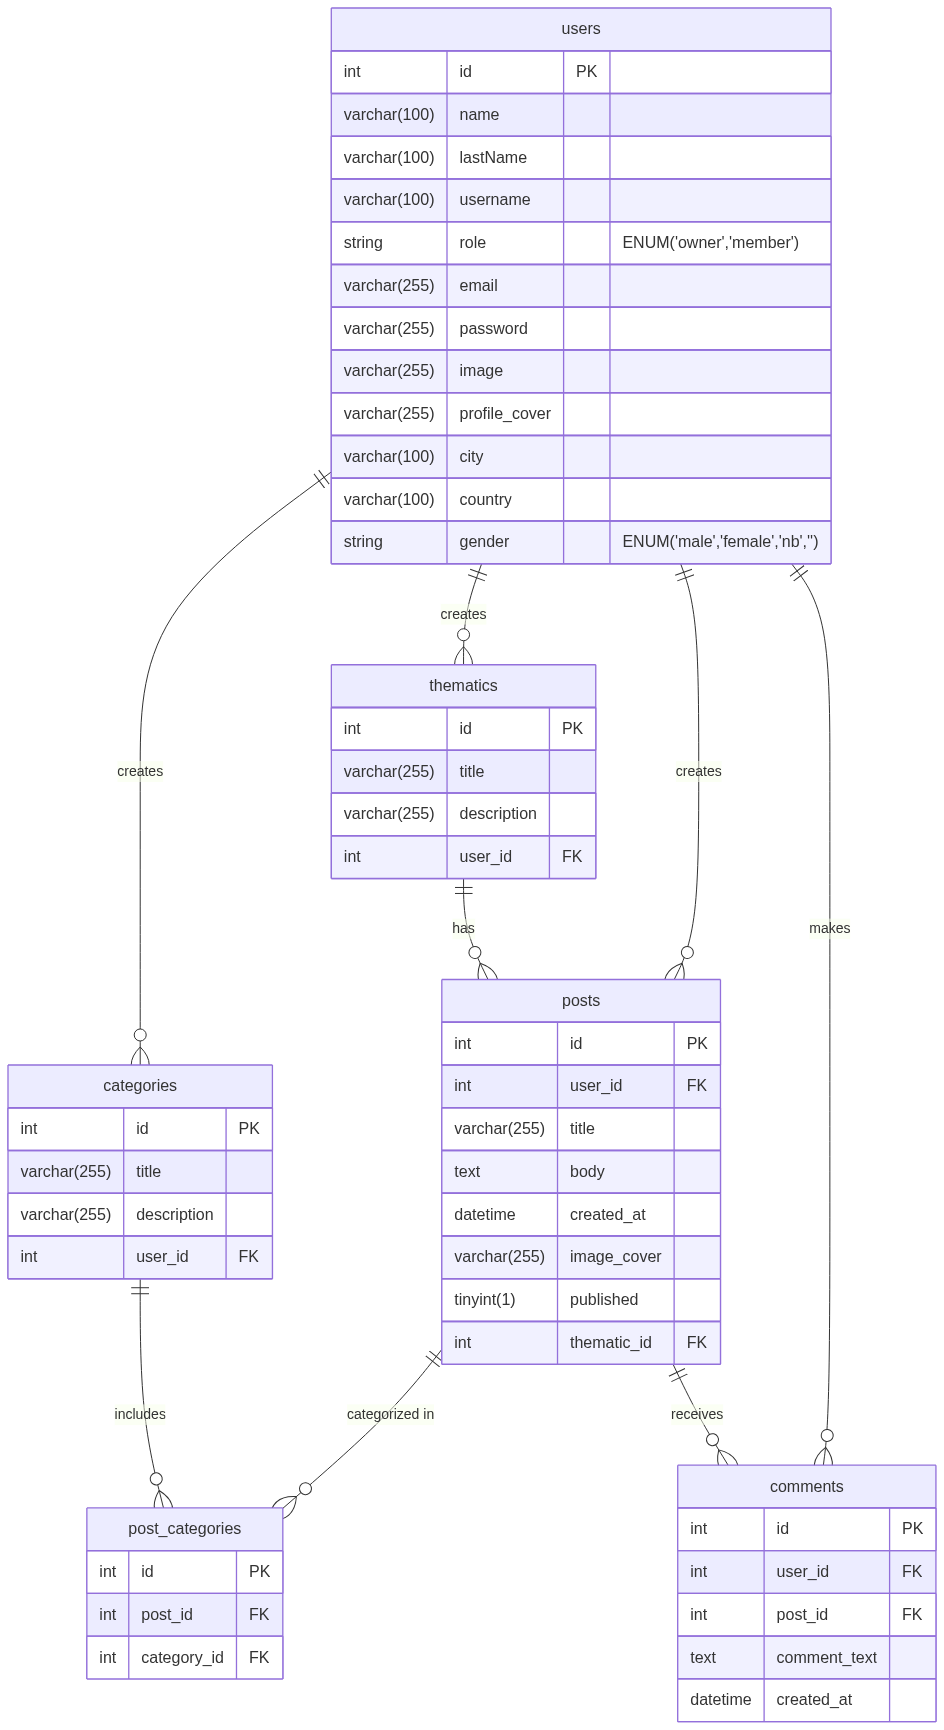 users
int id PK
varchar(100) name
varchar(100) lastName
varchar(100) username
string role ENUM('owner','member')
varchar(255) email
varchar(255) password
varchar(255) image
varchar(255) profile_cover
varchar(100) city
varchar(100) country
string gender ENUM('male','female','nb','')
creates
thematics
int id PK
varchar(255) title
varchar(255) description
int user_id FK
creates
creates
has
makes
posts
int id PK
int user_id FK
varchar(255) title
text body
datetime created_at
varchar(255) image_cover
tinyint(1) published
int thematic_id FK
categories
int id PK
varchar(255) title
varchar(255) description
int user_id FK
includes
categorized in
receives
post_categories
int id PK
int post_id FK
int category_id FK
comments
int id PK
int user_id FK
int post_id FK
text comment_text
datetime created_at